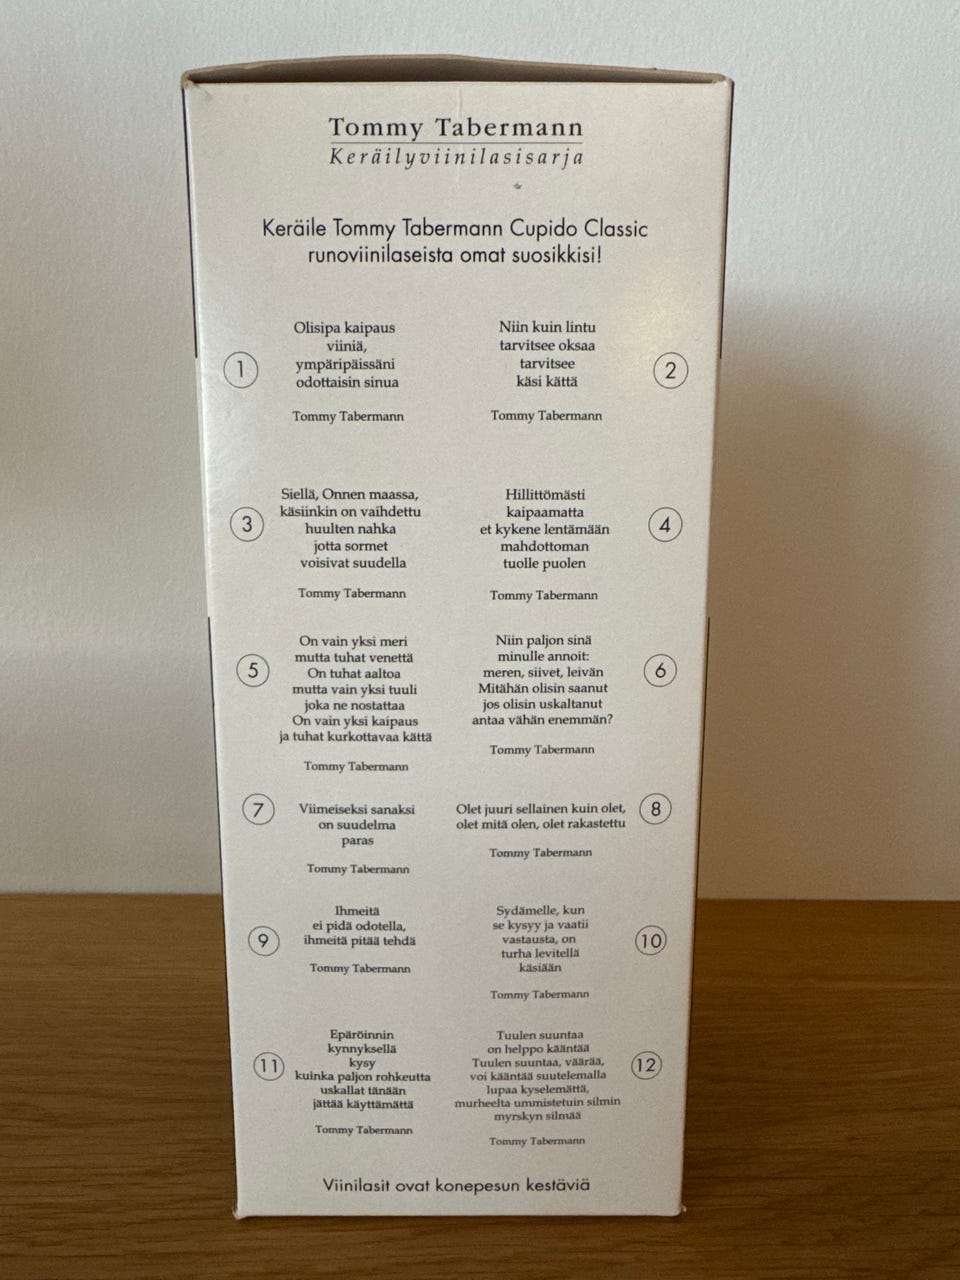 Tommy Tabermann
Keräilyviinilasisarja
Keräile Tommy Tabermann Cupido Classic
runoviinilaseista omat suosikkisi!
1
Olisipa kaipaus
viiniä,
ympäripäissäni
odottaisin sinua
Tommy Tabermann
2
Niin kuin lintu
tarvitsee oksaa
tarvitsee
käsi kättä
Tommy Tabermann
3
Siellä, Onnen maassa,
käsiinkin on vaihdettu
huulten nahka
jotta sormet
voisivat suudella
Tommy Tabermann
4
Hillittömästi
kaipaamatta
et kykene lentämään
mahdottoman
tuolle puolen
Tommy Tabermann
5
On vain yksi meri
mutta tuhat venettä
On tuhat aaltoa
mutta vain yksi tuuli
joka ne nostattaa
On vain yksi kaipaus
ja tuhat kurkottavaa kättä
Tommy Tabermann
6
Niin paljon sinä
minulle annoit:
meren, siivet, leivän
Mitähän olisin saanut
jos olisin uskaltanut
antaa vähän enemmän?
Tommy Tabermann
7
Viimeiseksi sanaksi
on suudelma
paras
Tommy Tabermann
8
Olet juuri sellainen kuin olet,
olet mitä olen, olet rakastettu
Tommy Tabermann
9
Ihmeitä
ei pidä odotella,
ihmeitä pitää tehdä
Tommy Tabermann
10
Sydämelle, kun
se kysyy ja vaatii
vastausta, on
turha levitellä
käsiään
Tommy Tabermann
11
Epäröinnin
kynnyksellä
kysy
kuinka paljon rohkeutta
uskallat tänään
jättää käyttämättä
Tommy Tabermann
12
Tuulen suuntaa
on helppo kääntää
Tuulen suuntaa, väärää,
voi kääntää suutelemalla
lupaa kyselemättä,
murheelta ummistetuin silmin
myrskyn silmää
Tommy Tabermann
Viinilasit ovat konepesun kestäviä